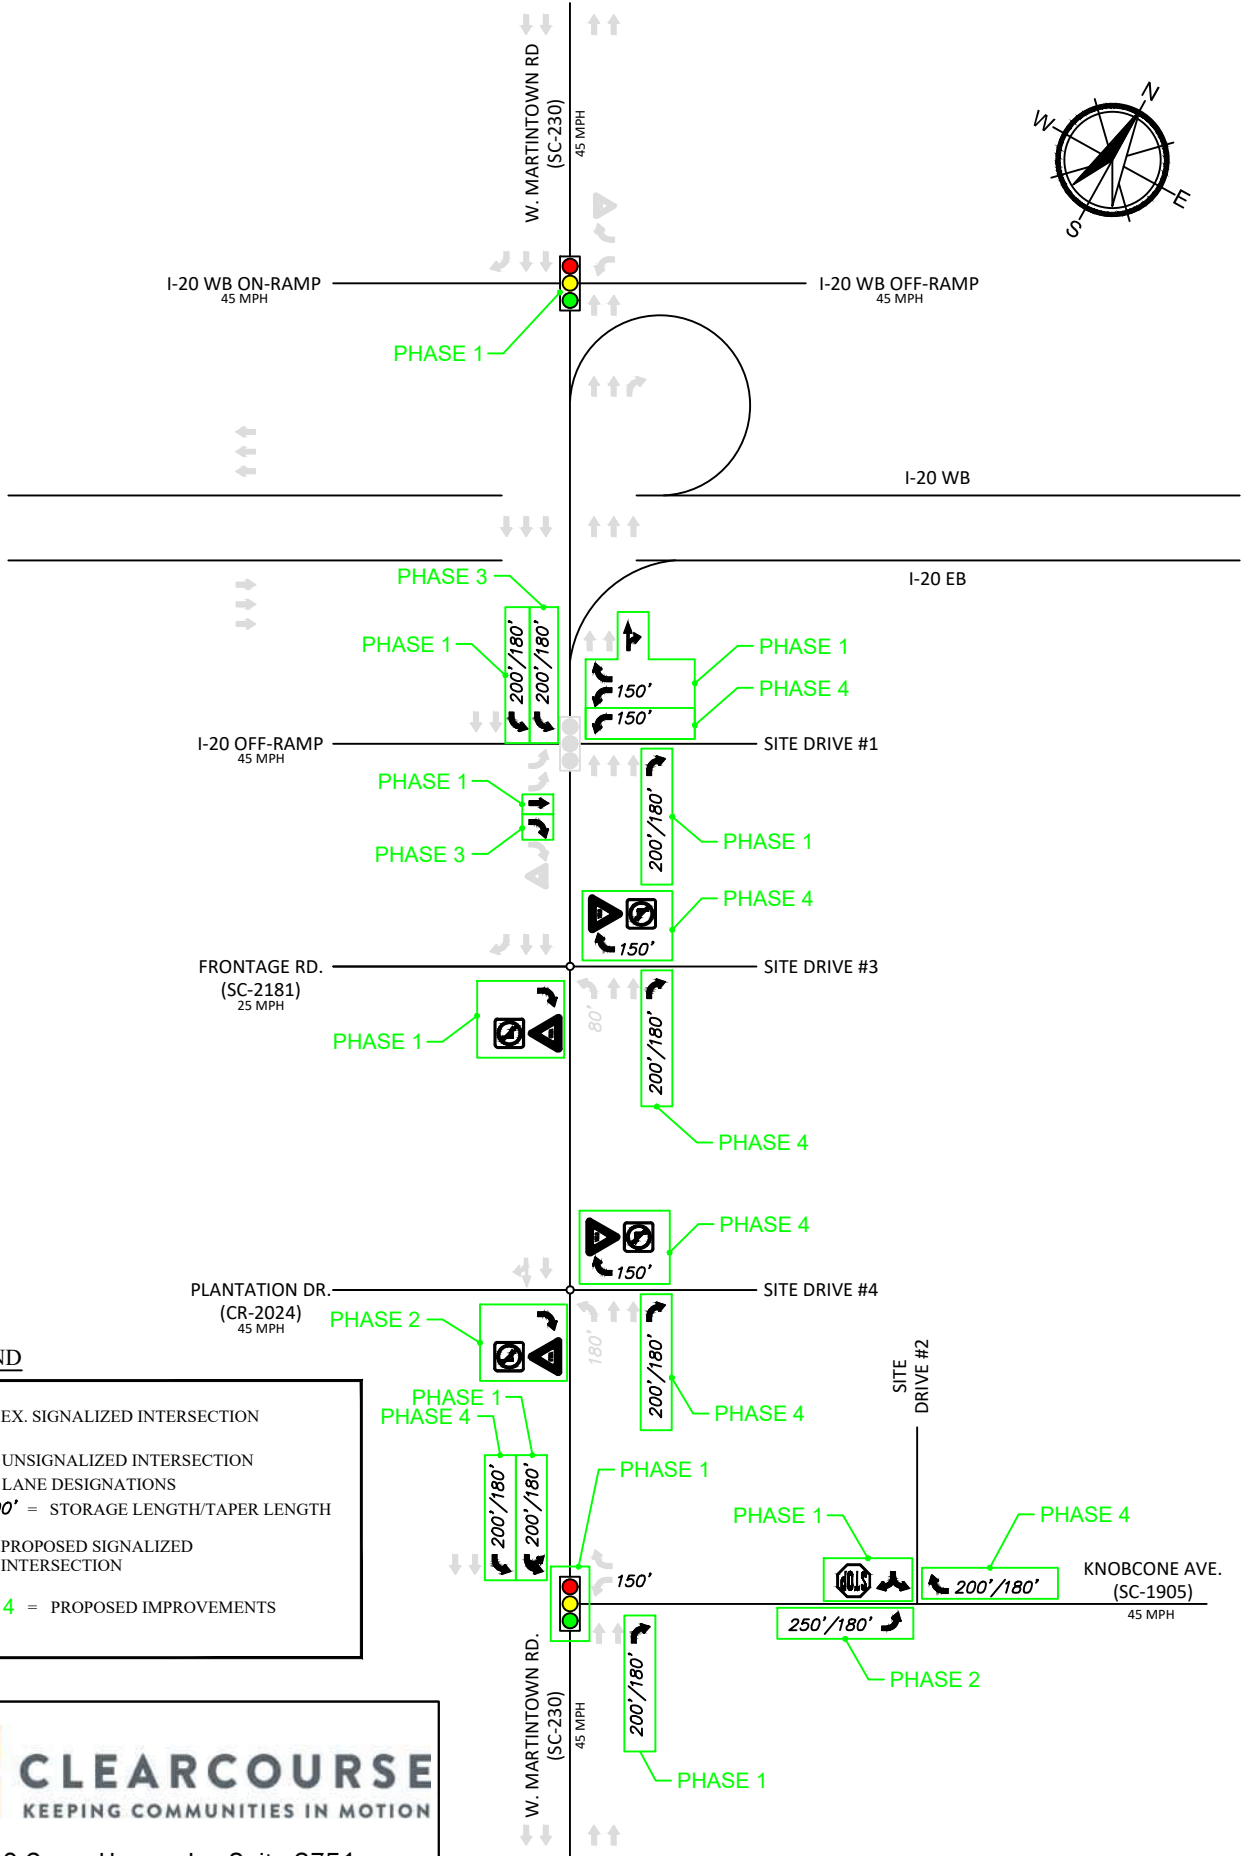 W. MARTINTOWN RD
(SC-230)
45 MPH
N
W
E
S
I-20 WB ON-RAMP
45 MPH
I-20 WB OFF-RAMP
45 MPH
PHASE 1
I-20 WB
I-20 EB
PHASE 3
PHASE 1
200'/180'
200'/180'
PHASE 1
150'
PHASE 4
150'
I-20 OFF-RAMP
45 MPH
SITE DRIVE #1
PHASE 1
PHASE 3
200'/180'
PHASE 1
PHASE 4
150'
FRONTAGE RD.
(SC-2181)
25 MPH
SITE DRIVE #3
80'
200'/180'
PHASE 1
PHASE 4
PHASE 4
150'
PLANTATION DR.
(CR-2024)
45 MPH
SITE DRIVE #4
PHASE 2
180'
200'/180'
PHASE 4
PHASE 1
PHASE 4
200'/180'
200'/180'
PHASE 1
150'
SITE
DRIVE #2
PHASE 1
STOP
PHASE 4
200'/180'
KNOBCONE AVE.
(SC-1905)
45 MPH
250'/180'
PHASE 2
200'/180'
PHASE 1
W. MARTINTOWN RD.
(SC-230)
45 MPH
ND
EX. SIGNALIZED INTERSECTION
UNSIGNALIZED INTERSECTION
LANE DESIGNATIONS
0' = STORAGE LENGTH/TAPER LENGTH
PROPOSED SIGNALIZED
INTERSECTION
4 = PROPOSED IMPROVEMENTS
CLEARCOURSE
KEEPING COMMUNITIES IN MOTION